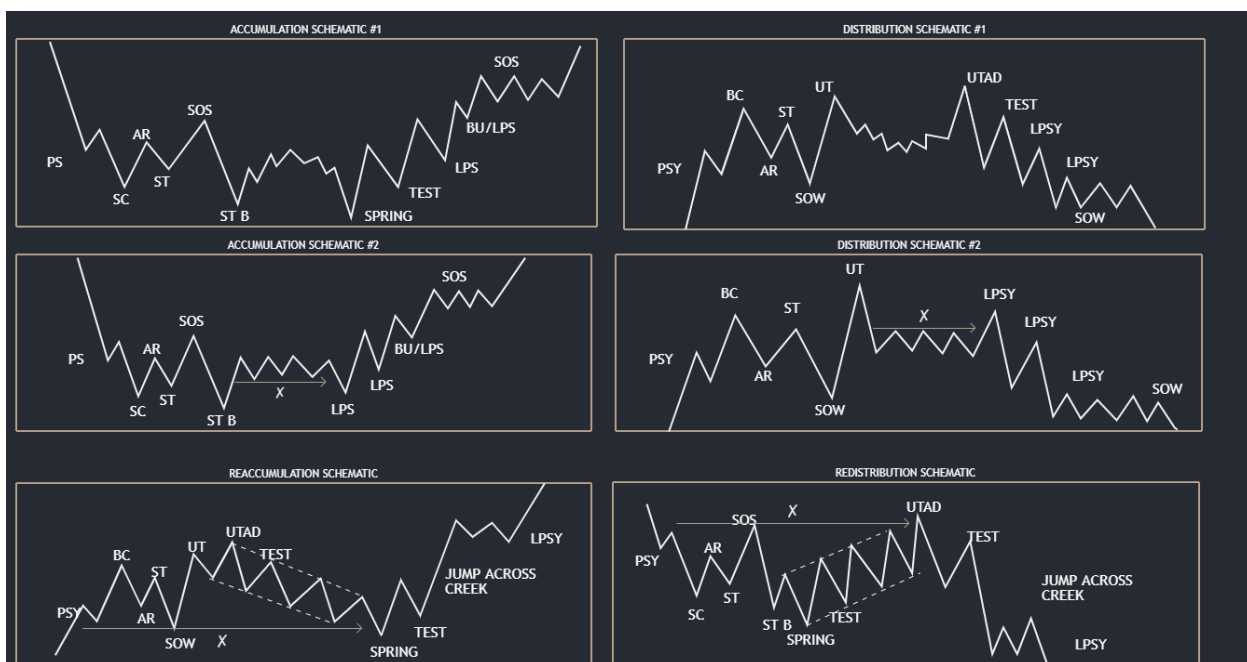 ACCUMULATION SCHEMATIC #1
PS
SC
AR
ST
SOS
ST B
SPRING
TEST
LPS
BU/LPS
SOS
DISTRIBUTION SCHEMATIC #1
PSY
BC
AR
ST
SOW
UT
UTAD
TEST
LPSY
LPSY
SOW
ACCUMULATION SCHEMATIC #2
PS
SC
AR
ST
SOS
ST B
X
LPS
LPS
BU/LPS
SOS
DISTRIBUTION SCHEMATIC #2
PSY
BC
AR
ST
SOW
UT
X
LPSY
LPSY
LPSY
SOW
REACCUMULATION SCHEMATIC
PSY
BC
AR
ST
SOW
UT
UTAD
TEST
X
SPRING
TEST
JUMP ACROSS
CREEK
LPSY
REDISTRIBUTION SCHEMATIC
PSY
SC
AR
ST
SOS
ST B
X
SPRING
TEST
UTAD
TEST
JUMP ACROSS
CREEK
LPSY